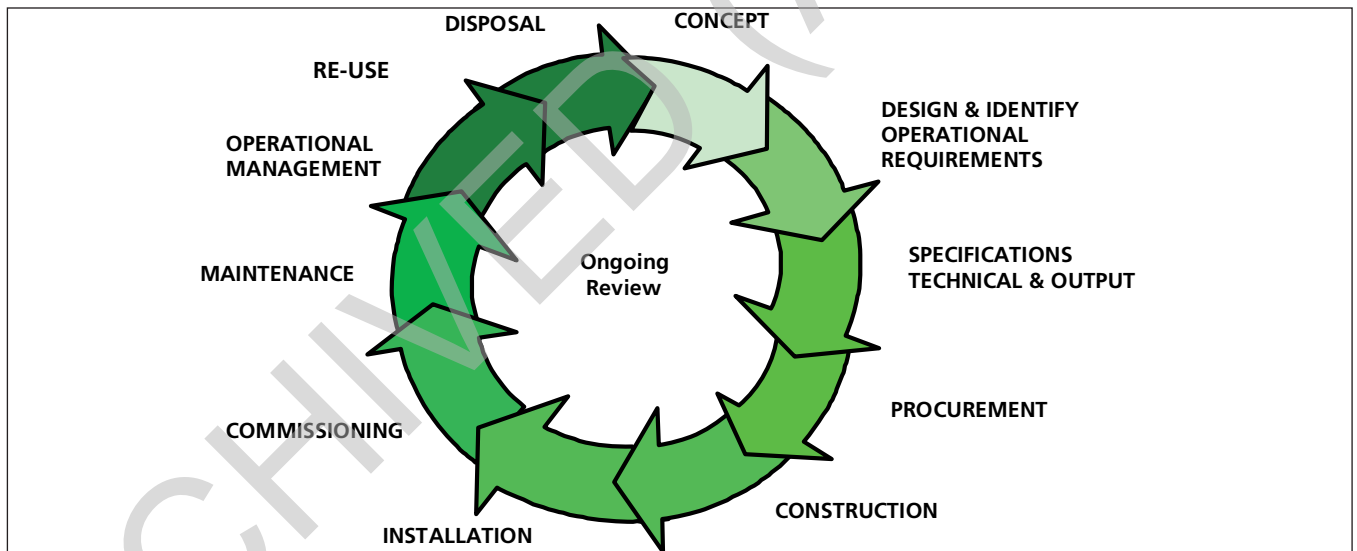 CONCEPT
DESIGN & IDENTIFY
OPERATIONAL
REQUIREMENTS
SPECIFICATIONS
TECHNICAL & OUTPUT
PROCUREMENT
CONSTRUCTION
INSTALLATION
COMMISSIONING
MAINTENANCE
OPERATIONAL
MANAGEMENT
RE-USE
DISPOSAL
Ongoing
Review
CHIVED (